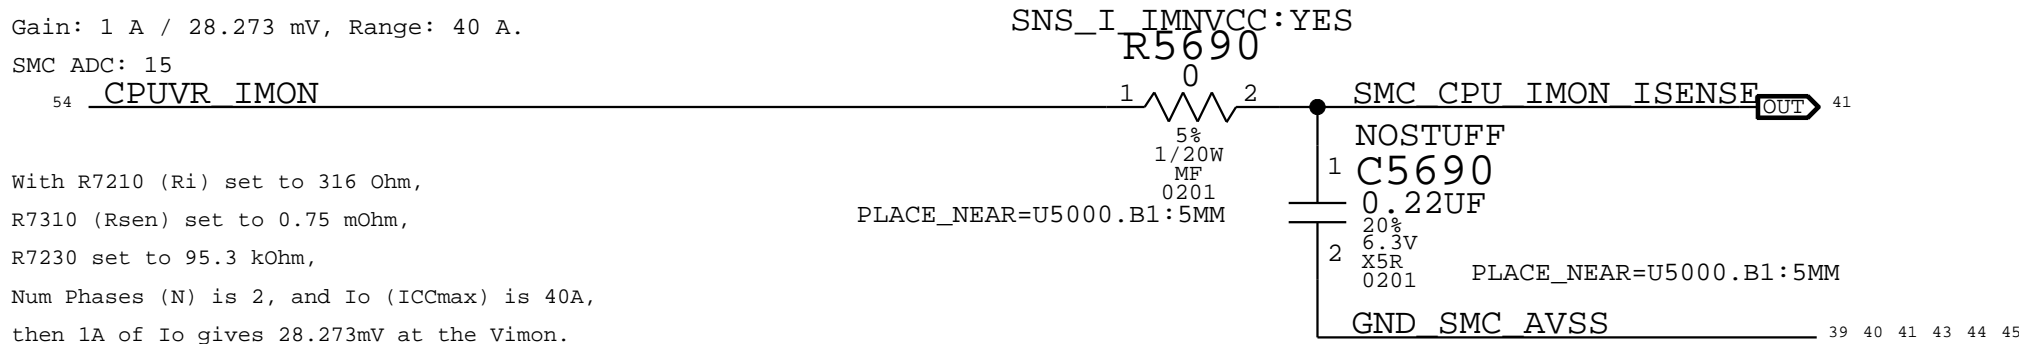 Gain: 1 A / 28.273 mV, Range: 40 A.
SMC ADC: 15
54 CPUVR_IMON
SNS_I_IMNVCC:YES
R5690
0
1 2
5%
1/20W
MF
0201
PLACE_NEAR=U5000.B1:5MM
SMC_CPU_IMON_ISENSE OUT 41
NOSTUFF
1 C5690
0.22UF
20%
6.3V
2 X5R
0201
PLACE_NEAR=U5000.B1:5MM
GND_SMC_AVSS 39 40 41 43 44 45
With R7210 (Ri) set to 316 Ohm,
R7310 (Rsen) set to 0.75 mOhm,
R7230 set to 95.3 kOhm,
Num Phases (N) is 2, and Io (ICCmax) is 40A,
then 1A of Io gives 28.273mV at the Vimon.